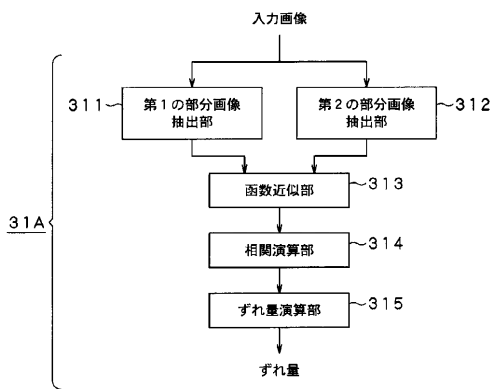 入力画像
31A
311
第1の部分画像
抽出部
第2の部分画像
抽出部
312
函数近似部
313
相関演算部
314
ずれ量演算部
315
ずれ量